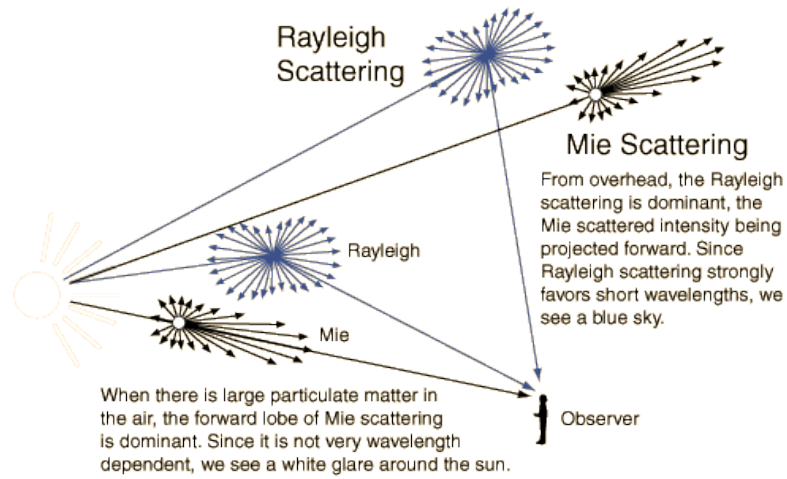 Rayleigh
Scattering
Mie Scattering
From overhead, the Rayleigh
scattering is dominant, the
Mie scattered intensity being
projected forward. Since
Rayleigh scattering strongly
favors short wavelengths, we
see a blue sky.
Rayleigh
Mie
When there is large particulate matter in
the air, the forward lobe of Mie scattering
is dominant. Since it is not very wavelength
dependent, we see a white glare around the sun.
Observer